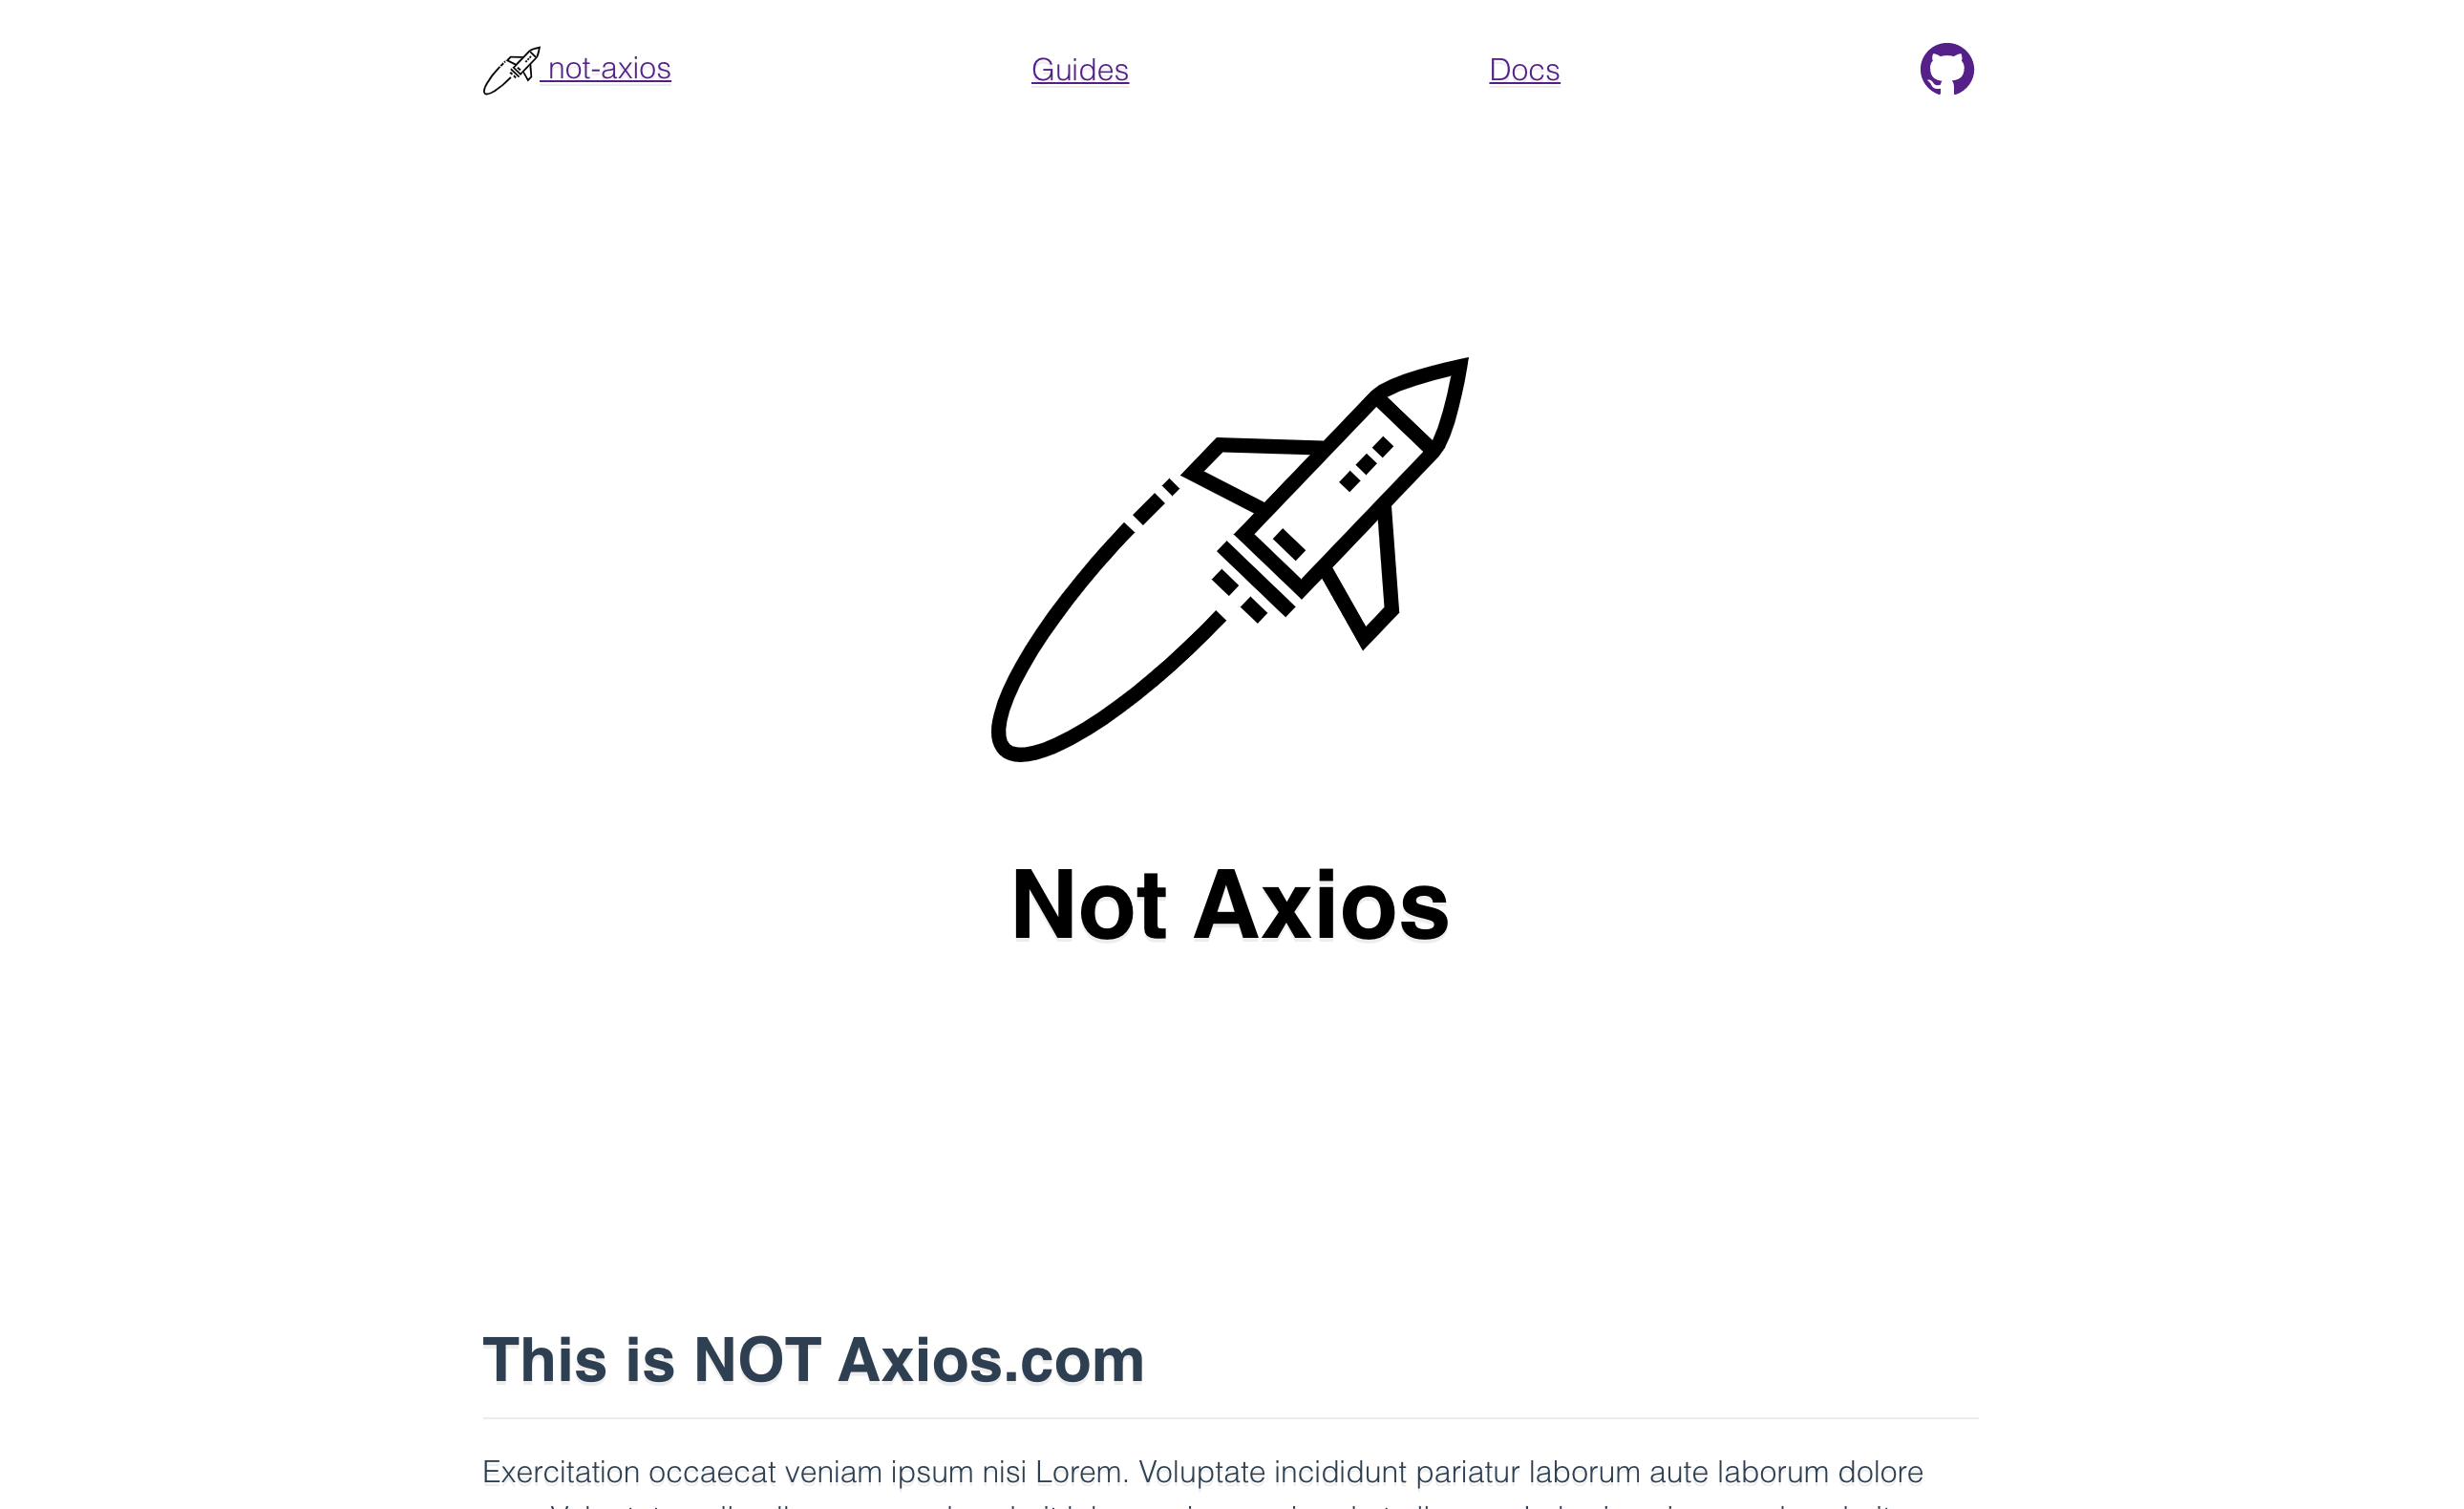 not-axios
Guides
Docs
Not Axios
This is NOT Axios.com
Exercitation occaecat veniam ipsum nisi Lorem. Voluptate incididunt pariatur laborum aute laborum dolore